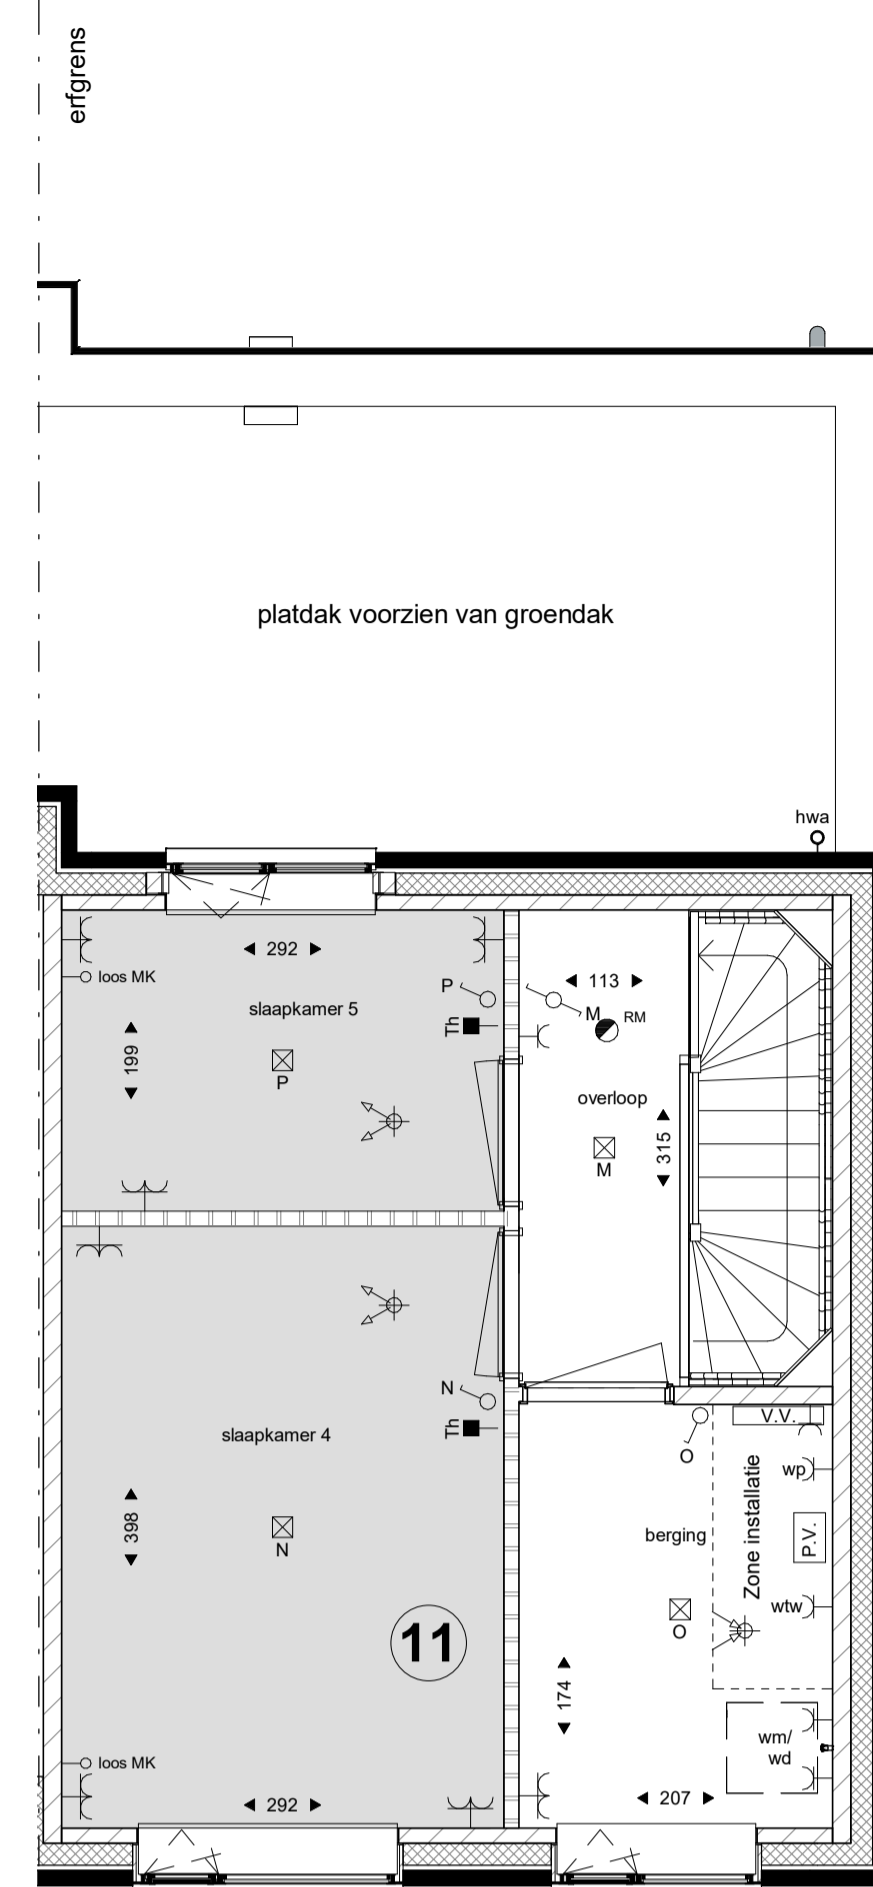 erfgrens
platdak voorzien van groendak
hwa
292
loos MK
P
113
M
RM
slaapkamer 5
Th
199
P
overloop
315
M
N
Th
slaapkamer 4
O
V.V.
wp
398
N
berging
Zone installatie
P.V.
wtw
O
11
174
wm/
wd
loos MK
292
207